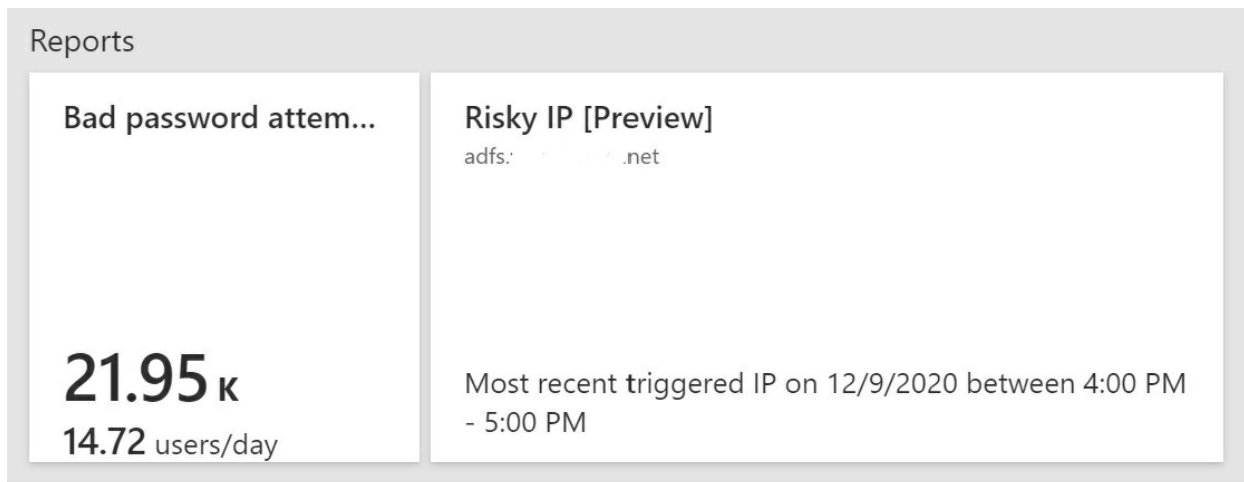 Reports
Bad password attem...
Risky IP [Preview]
adfs. .net
21.95 K
14.72 users/day
Most recent triggered IP on 12/9/2020 between 4:00 PM
- 5:00 PM